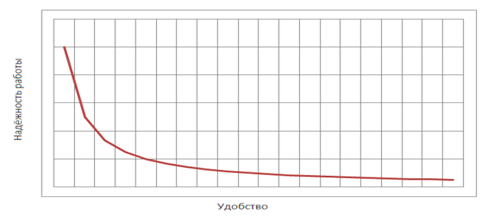 Надёжность работы
Удобство